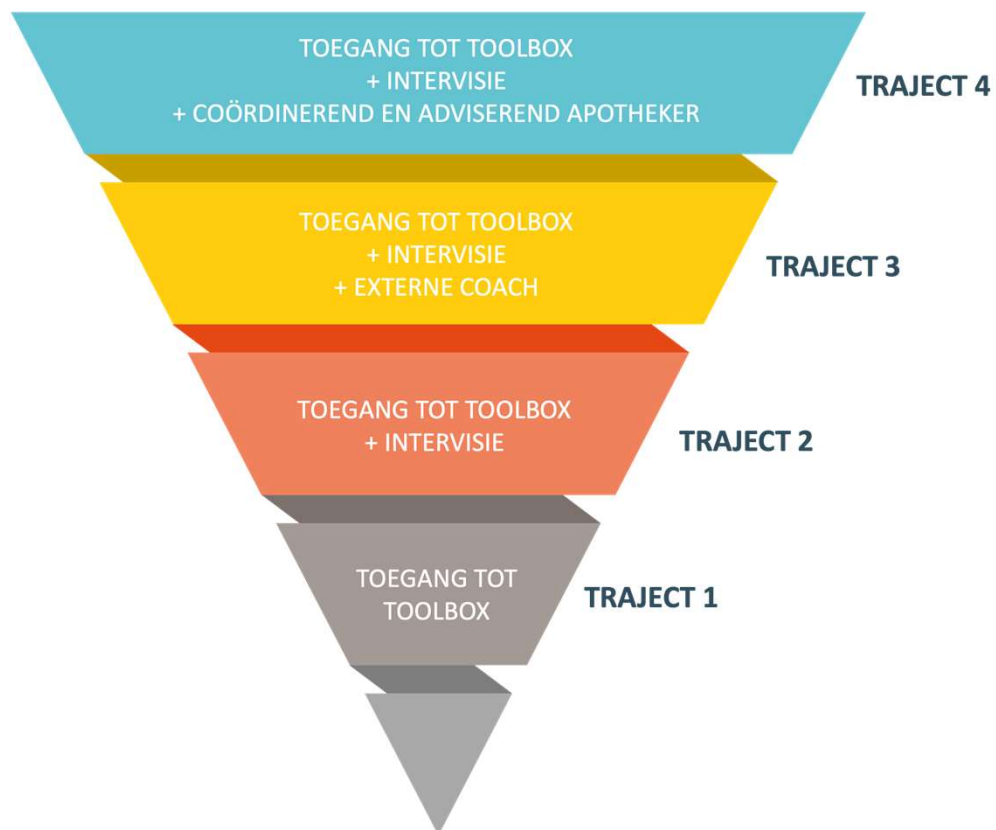 TOEGANG TOT TOOLBOX
+ INTERVISIE
+ COÖRDINEREND EN ADVISEREND APOTHEKER
TRAJECT 4
TOEGANG TOT TOOLBOX
+ INTERVISIE
+ EXTERNE COACH
TRAJECT 3
TOEGANG TOT TOOLBOX
+ INTERVISIE
TRAJECT 2
TOEGANG TOT
TOOLBOX
TRAJECT 1